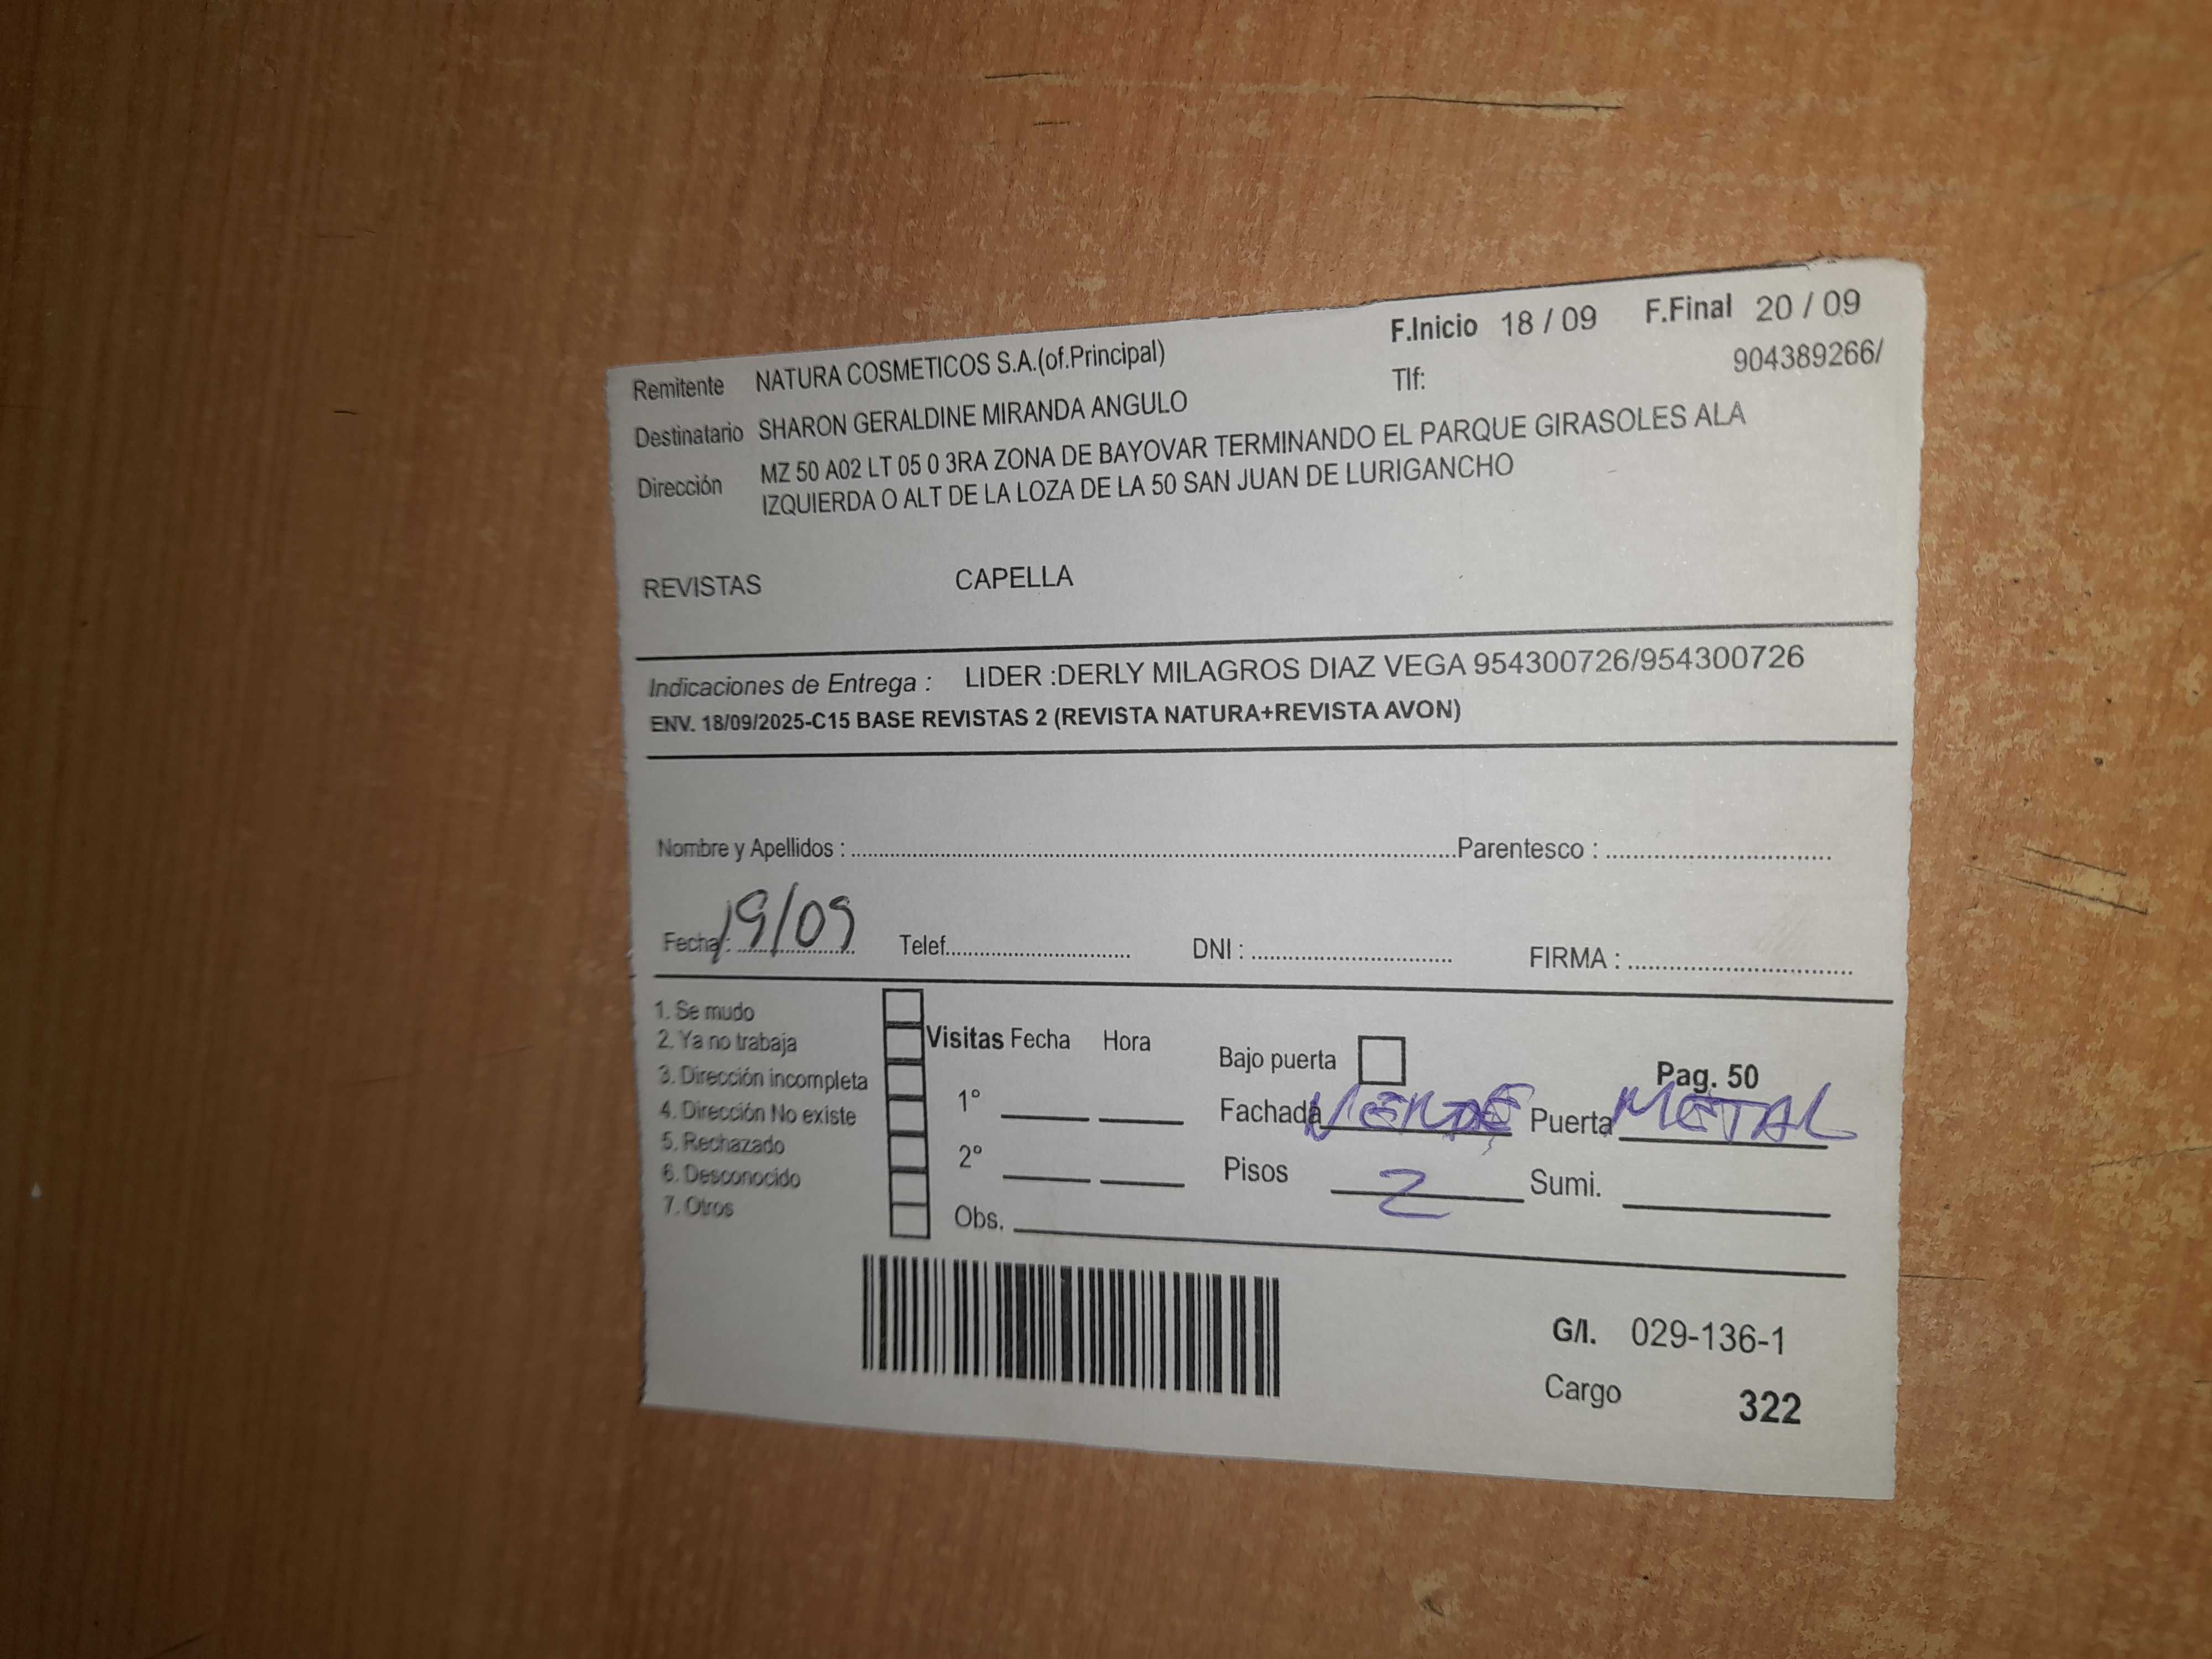 F.Inicio 18 / 09 F.Final 20 / 09
Remitente NATURA COSMETICOS S.A.(of.Principal) Tlf: 904389266/
Destinatario SHARON GERALDINE MIRANDA ANGULO
Dirección MZ 50 A02 LT 05 0 3RA ZONA DE BAYOVAR TERMINANDO EL PARQUE GIRASOLES ALA
IZQUIERDA O ALT DE LA LOZA DE LA 50 SAN JUAN DE LURIGANCHO
REVISTAS CAPELLA
Indicaciones de Entrega : LIDER :DERLY MILAGROS DIAZ VEGA 954300726/954300726
ENV. 18/09/2025-C15 BASE REVISTAS 2 (REVISTA NATURA+REVISTA AVON)
Nombre y Apellidos : Parentesco :
Fecha : 19/09 Telef. DNI : FIRMA :
1. Se mudo
2. Ya no trabaja
3. Dirección incompleta
4. Dirección No existe
5. Rechazado
6. Desconocido
7. Otros
Visitas Fecha Hora
1°
2°
Obs.
Bajo puerta Pag. 50
Fachada VERDE Puerta METAL
Pisos 2 Sumi.
G/I. 029-136-1
Cargo 322